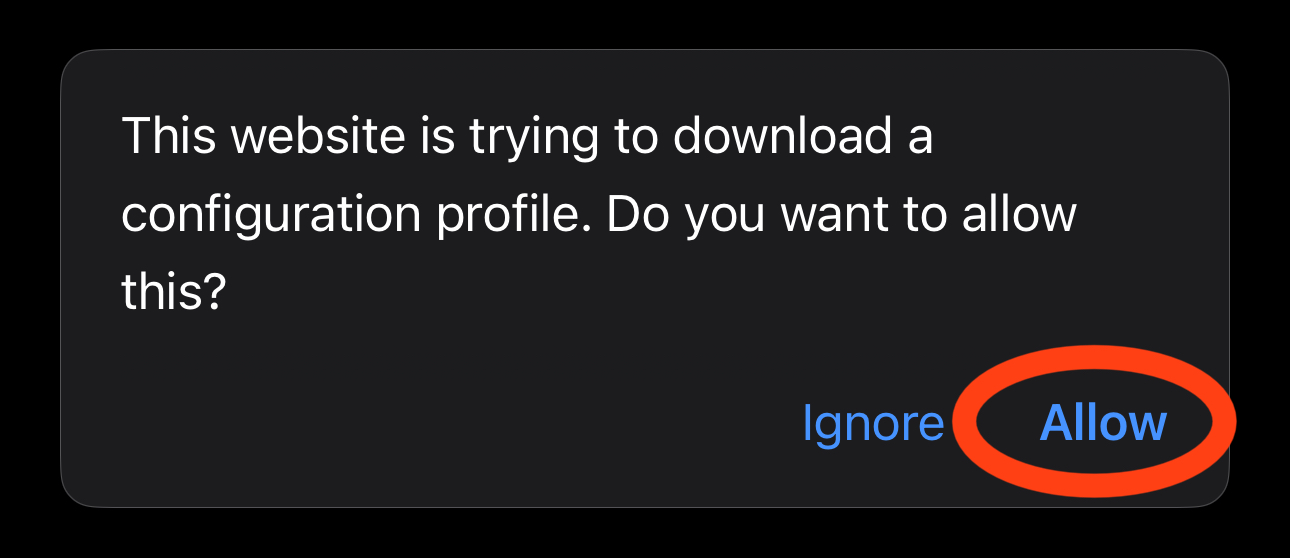 This website is trying to download a
configuration profile. Do you want to allow
this?
Ignore Allow